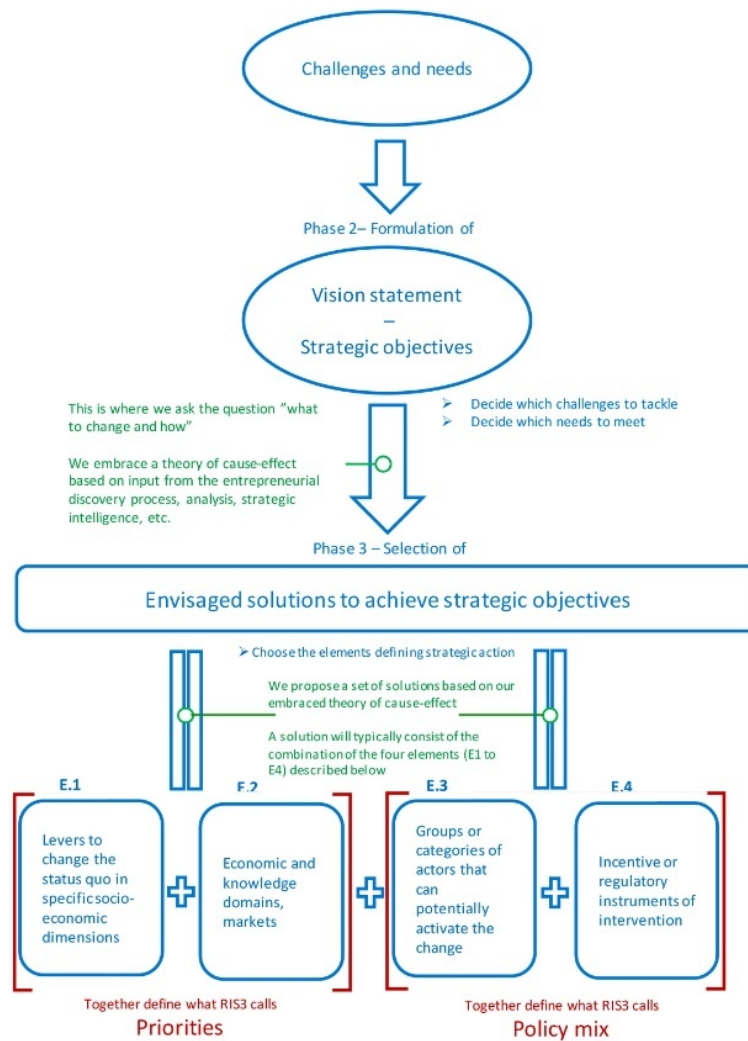 Challenges and needs
Phase 2– Formulation of
Vision statement
–
Strategic objectives
This is where we ask the question "what
to change and how"
We embrace a theory of cause-effect
based on input from the entrepreneurial
discovery process, analysis, strategic
intelligence, etc.
➢ Decide which challenges to tackle
➢ Decide which needs to meet
Phase 3 – Selection of
Envisaged solutions to achieve strategic objectives
➢ Choose the elements defining strategic action
We propose a set of solutions based on our
embraced theory of cause-effect
A solution will typically consist of the
combination of the four elements (E1 to
E4) described below
E.1
Levers to
change the
status quo in
specific socio-
economic
dimensions
E.2
Economic and
knowledge
domains,
markets
E.3
Groups or
categories of
actors that
can
potentially
activate the
change
E.4
Incentive or
regulatory
instruments of
intervention
Together define what RIS3 calls
Priorities
Together define what RIS3 calls
Policy mix